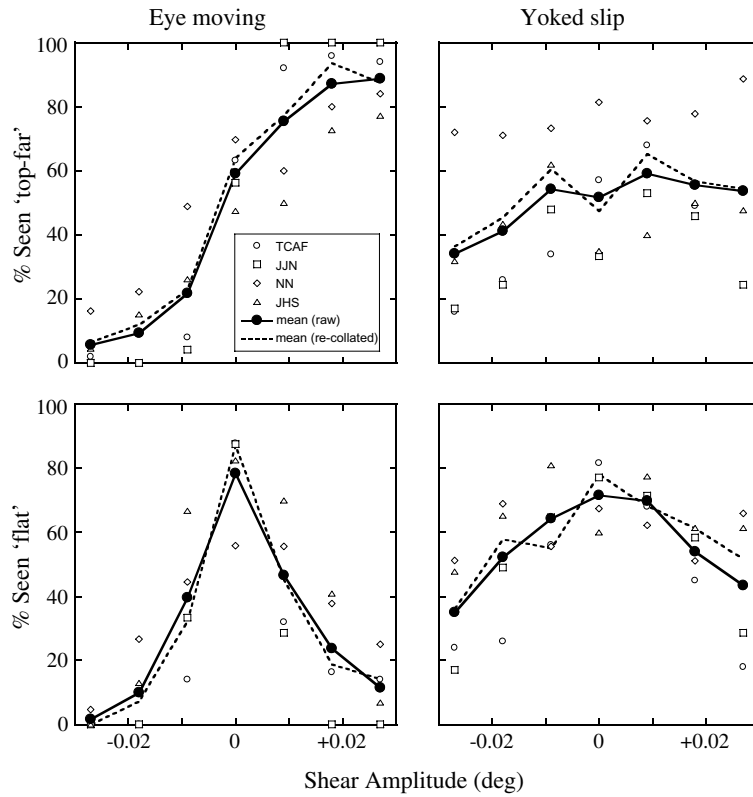 Eye moving
Yoked slip
100
80
60
40
20
0
% Seen ‘top-far’
TCAF
JJN
NN
JHS
mean (raw)
mean (re-collated)
100
80
60
40
20
0
% Seen ‘flat’
-0.02
0
+0.02
-0.02
0
+0.02
Shear Amplitude (deg)